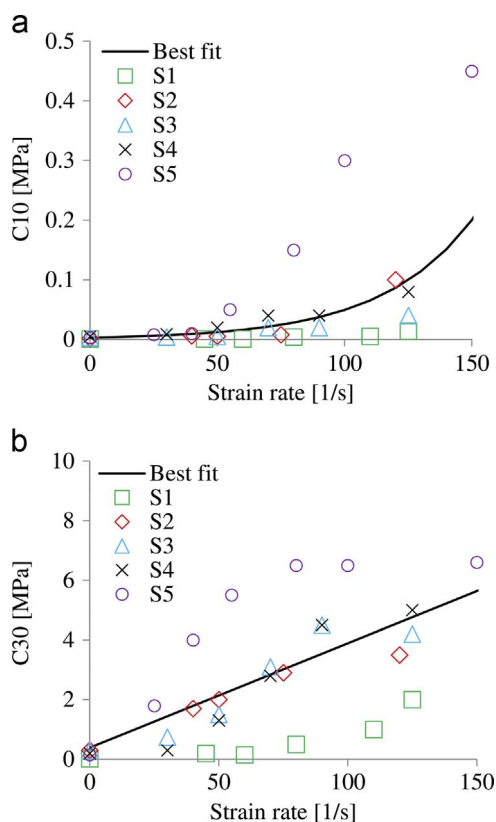 a
0.5
Best fit
S1
0.4
S2
S3
0.3
S4
S5
0.2
0.1
0
C10 [MPa]
0 50 100 150
Strain rate [1/s]
b
10
Best fit
S1
8
S2
S3
6
S4
S5
4
2
0
C30 [MPa]
0 50 100 150
Strain rate [1/s]